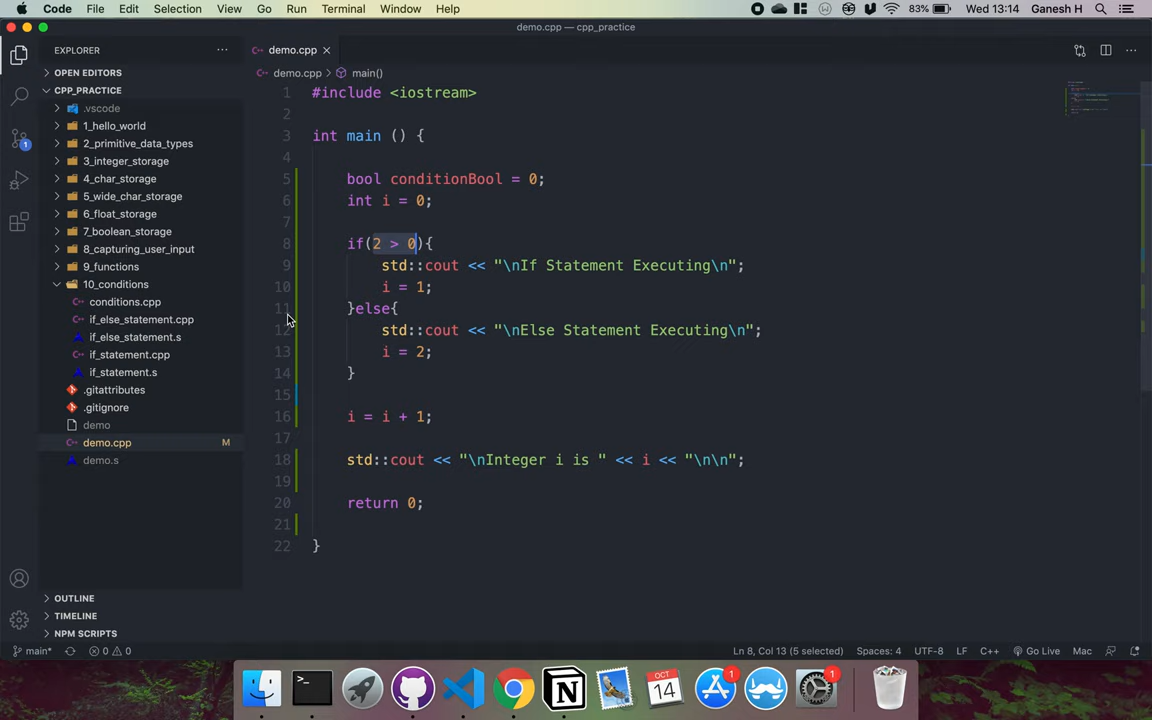 Code File Edit Selection View Go Run Terminal Window Help 83% Wed 13:14 Ganesh H
demo.cpp — cpp_practice
EXPLORER
demo.cpp
OPEN EDITORS
demo.cpp > main()
CPP_PRACTICE
.vscode
1_hello_world
2_primitive_data_types
3_integer_storage
4_char_storage
5_wide_char_storage
6_float_storage
7_boolean_storage
8_capturing_user_input
9_functions
10_conditions
conditions.cpp
if_else_statement.cpp
if_else_statement.s
if_statement.cpp
if_statement.s
.gitattributes
.gitignore
demo
demo.cpp M
demo.s
OUTLINE
TIMELINE
NPM SCRIPTS
1 #include <iostream>
2
3 int main () {
4
5 bool conditionBool = 0;
6 int i = 0;
7
8 if(2 > 0){
9 std::cout << "\nIf Statement Executing\n";
10 i = 1;
11 }else{
12 std::cout << "\nElse Statement Executing\n";
13 i = 2;
14 }
15
16 i = i + 1;
17
18 std::cout << "\nInteger i is " << i << "\n\n";
19
20 return 0;
21
22 }
main* 0 0 Ln 8, Col 13 (5 selected) Spaces: 4 UTF-8 LF C++ Go Live Mac
OCT
14
1
1